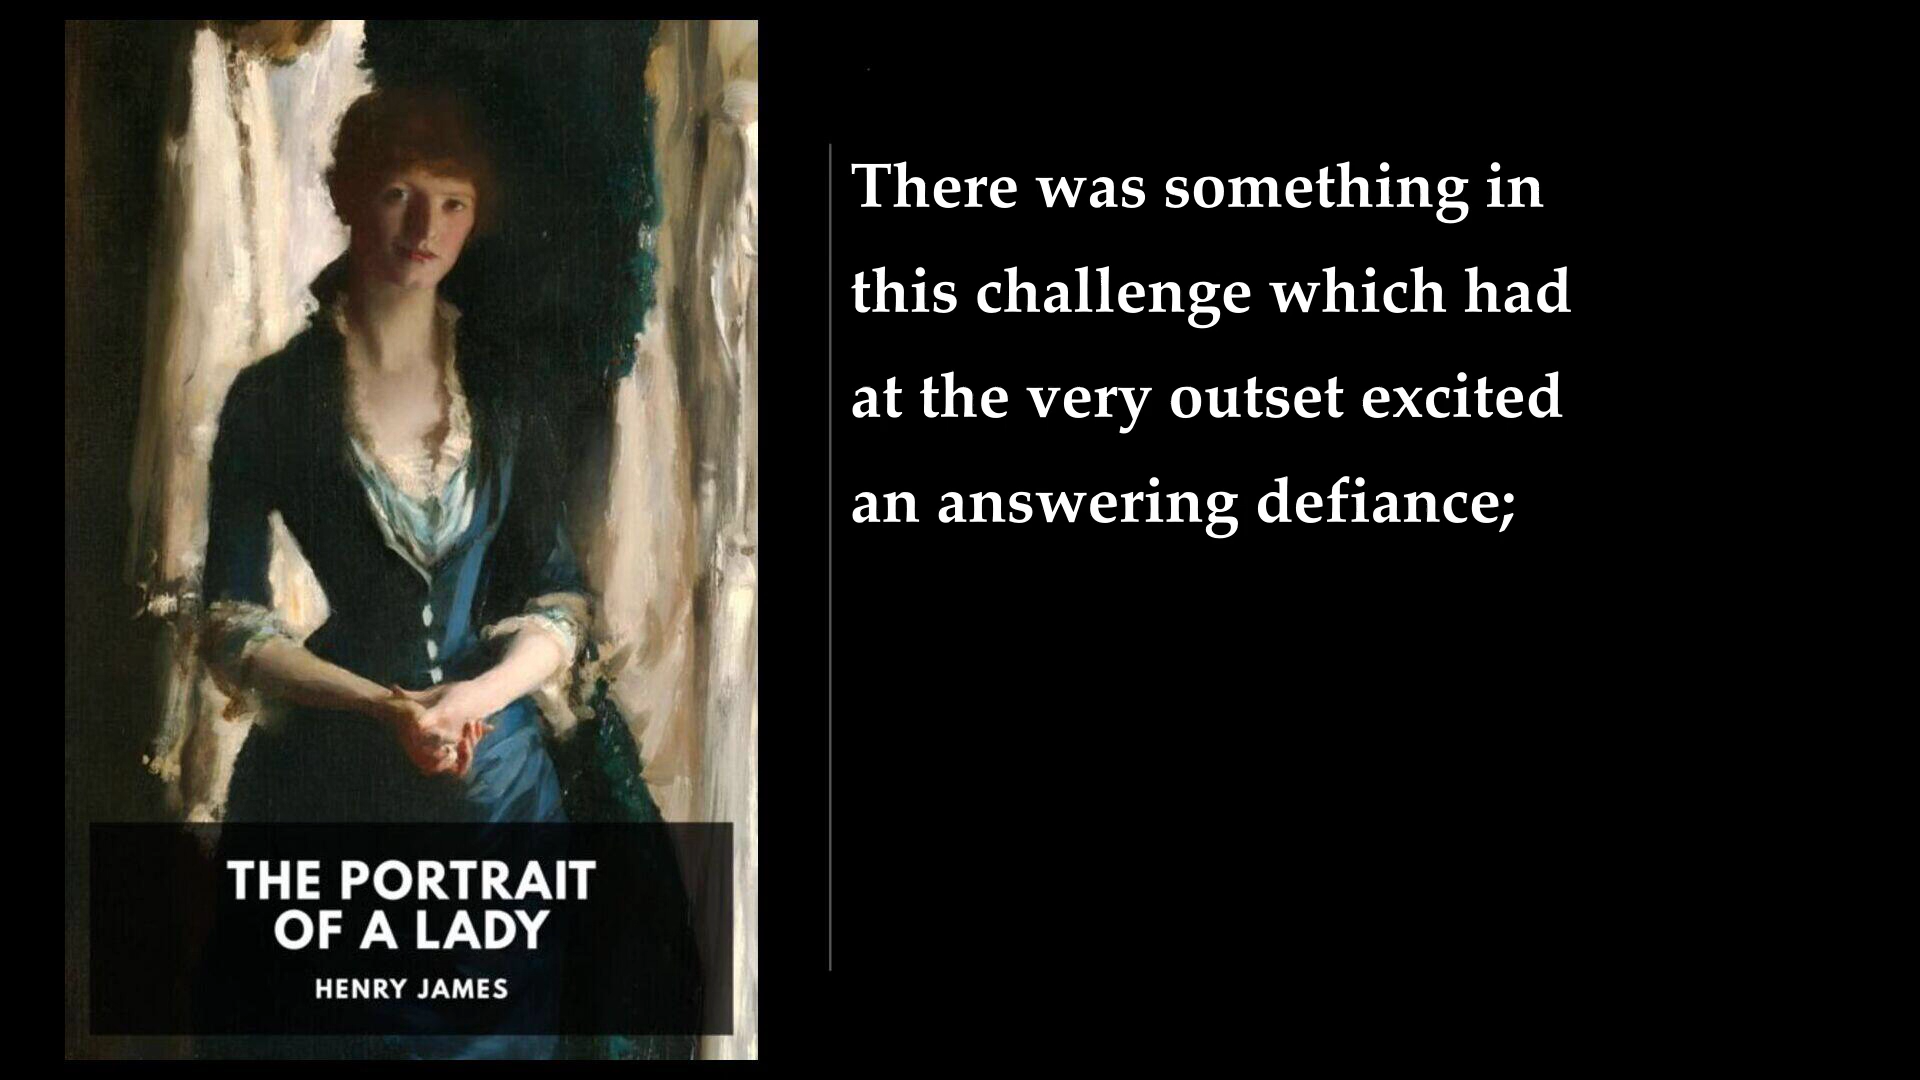 There was something in
this challenge which had
at the very outset excited
an answering defiance;
THE PORTRAIT
OF A LADY
HENRY JAMES